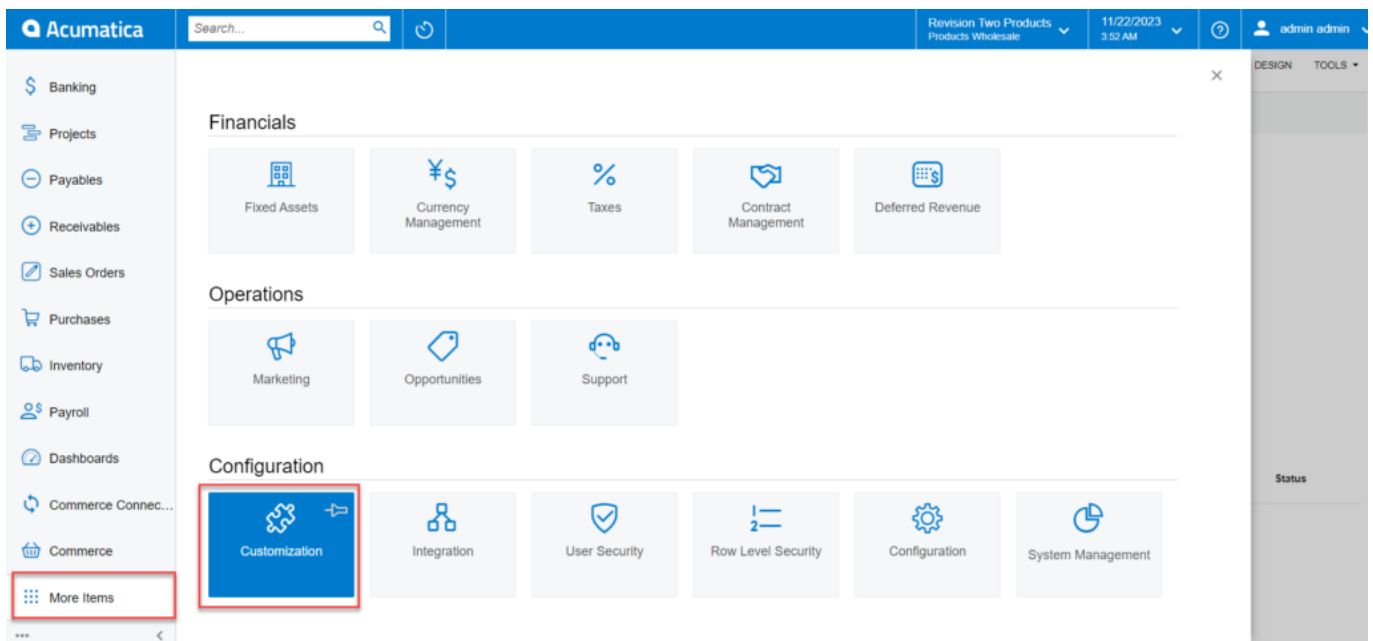 Acumatica
Search...
Revision Two Products
Products Wholesale
11/22/2023
3:52 AM
admin admin
DESIGN TOOLS
Banking
Projects
Payables
Receivables
Sales Orders
Purchases
Inventory
Payroll
Dashboards
Commerce Connec...
Commerce
More Items
Financials
Fixed Assets
Currency
Management
Taxes
Contract
Management
Deferred Revenue
Operations
Marketing
Opportunities
Support
Configuration
Customization
Integration
User Security
Row Level Security
Configuration
System Management
Status